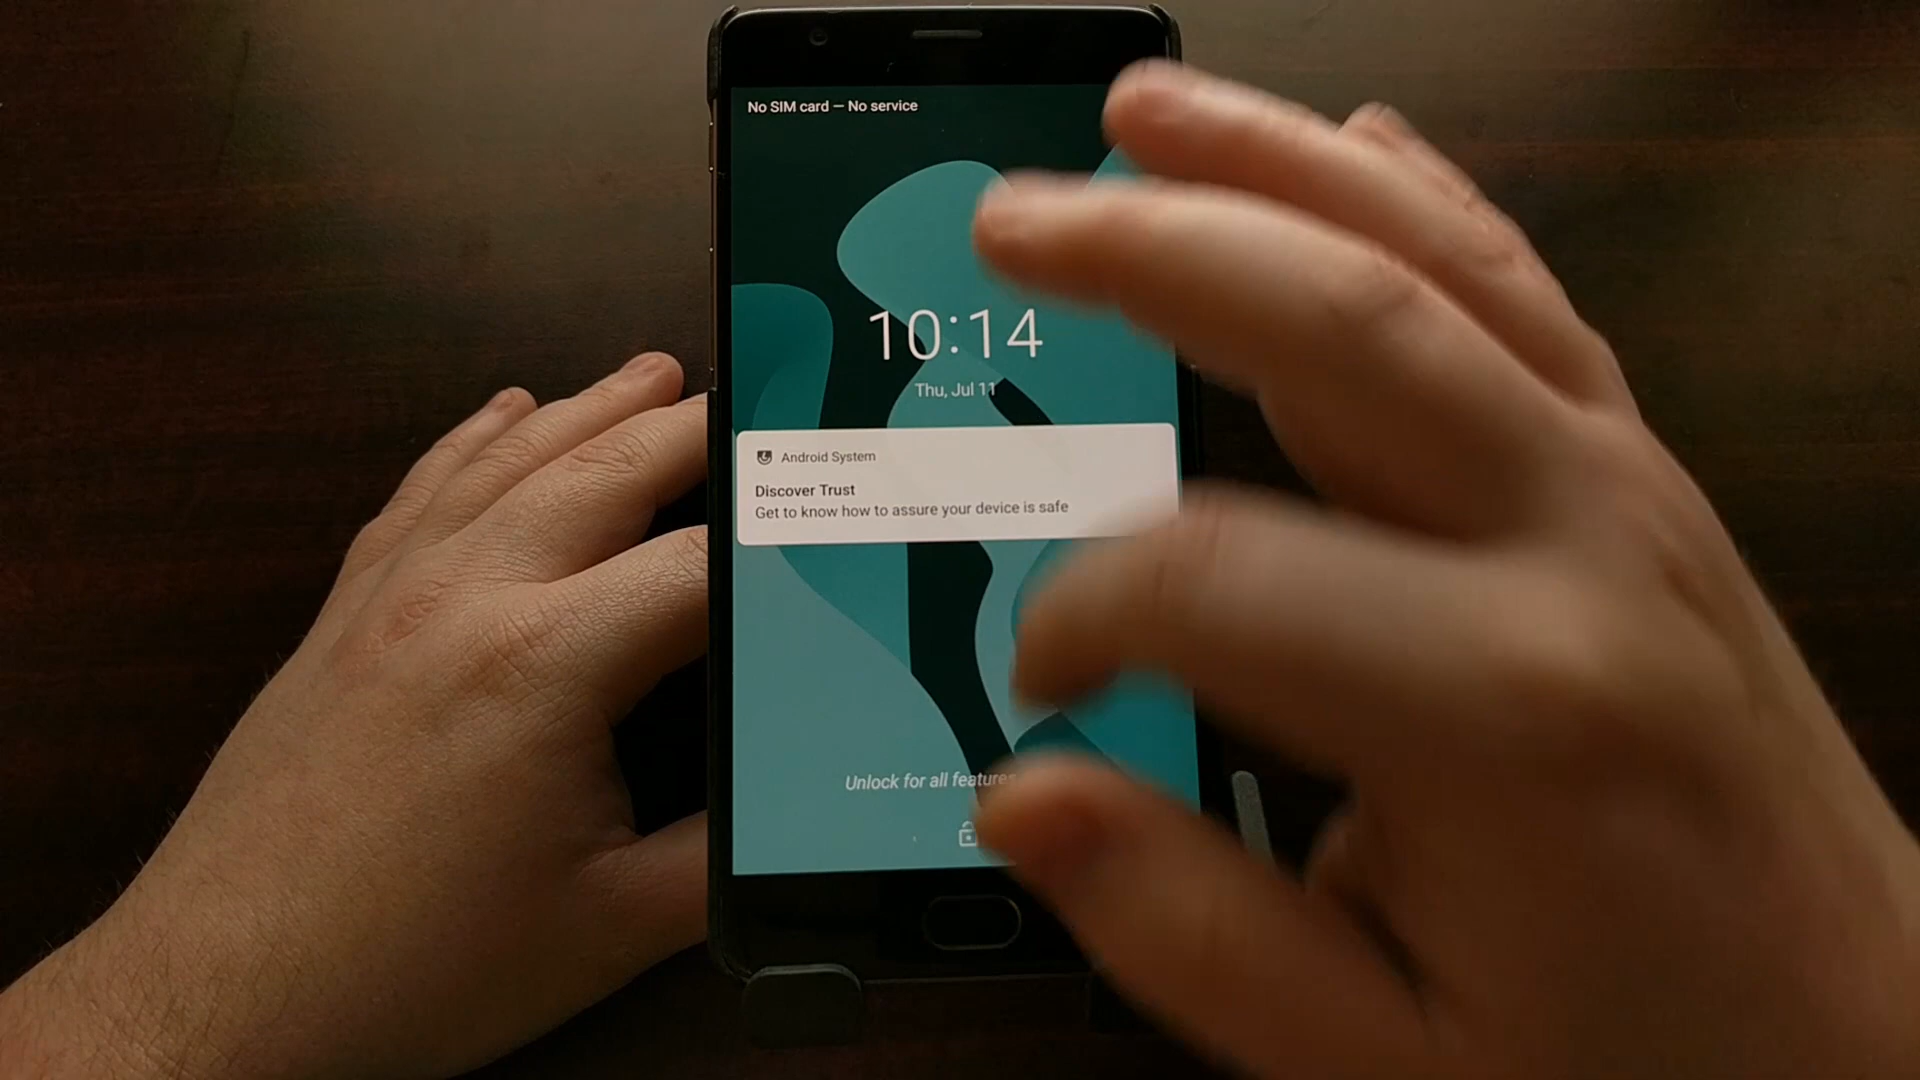 No SIM card — No service
10:14
Thu, Jul 11
Android System
Discover Trust
Get to know how to assure your device is safe
Unlock for all features